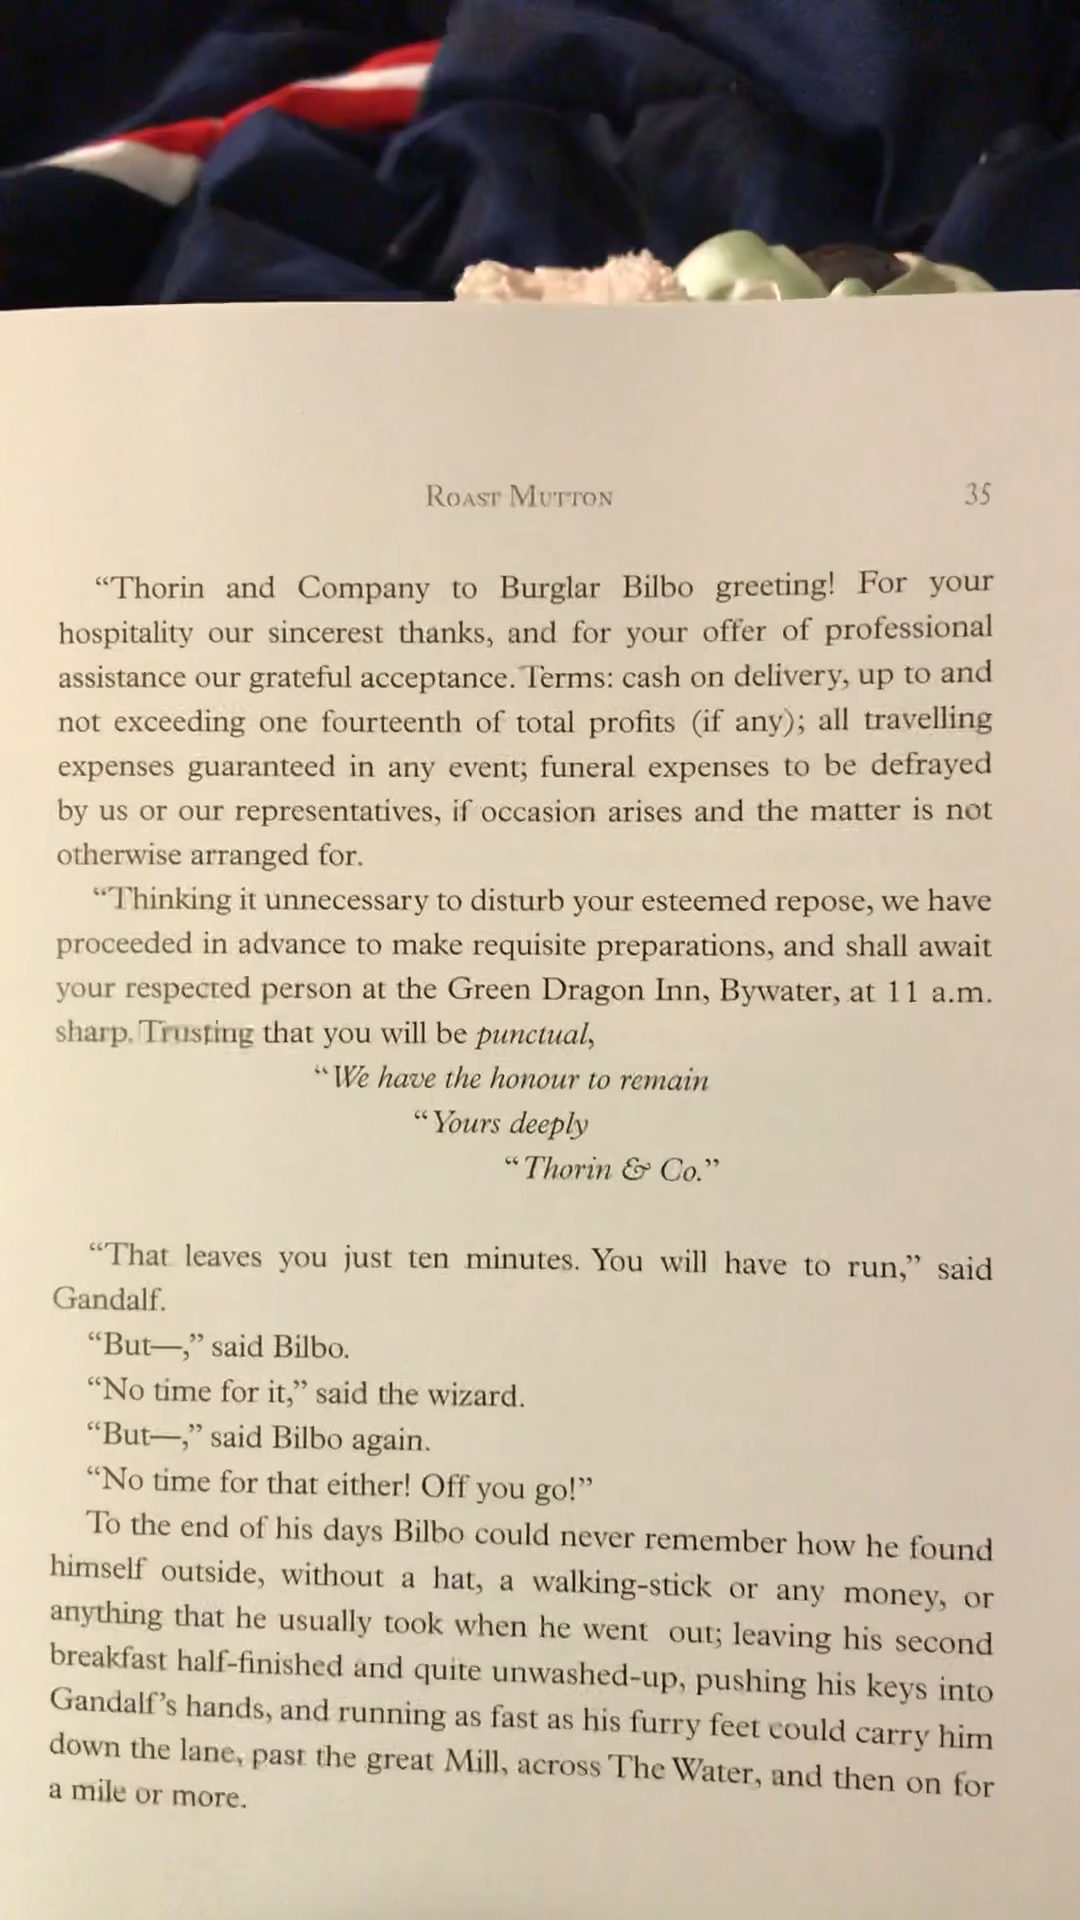 ROAST MUTTON 35
“Thorin and Company to Burglar Bilbo greeting! For your
hospitality our sincerest thanks, and for your offer of professional
assistance our grateful acceptance. Terms: cash on delivery, up to and
not exceeding one fourteenth of total profits (if any); all travelling
expenses guaranteed in any event; funeral expenses to be defrayed
by us or our representatives, if occasion arises and the matter is not
otherwise arranged for.
“Thinking it unnecessary to disturb your esteemed repose, we have
proceeded in advance to make requisite preparations, and shall await
your respected person at the Green Dragon Inn, Bywater, at 11 a.m.
sharp. Trusting that you will be punctual,
“We have the honour to remain
“Yours deeply
“Thorin & Co.”
“That leaves you just ten minutes. You will have to run,” said
Gandalf.
“But—,” said Bilbo.
“No time for it,” said the wizard.
“But—,” said Bilbo again.
“No time for that either! Off you go!”
To the end of his days Bilbo could never remember how he found
himself outside, without a hat, a walking-stick or any money, or
anything that he usually took when he went out; leaving his second
breakfast half-finished and quite unwashed-up, pushing his keys into
Gandalf’s hands, and running as fast as his furry feet could carry him
down the lane, past the great Mill, across The Water, and then on for
a mile or more.